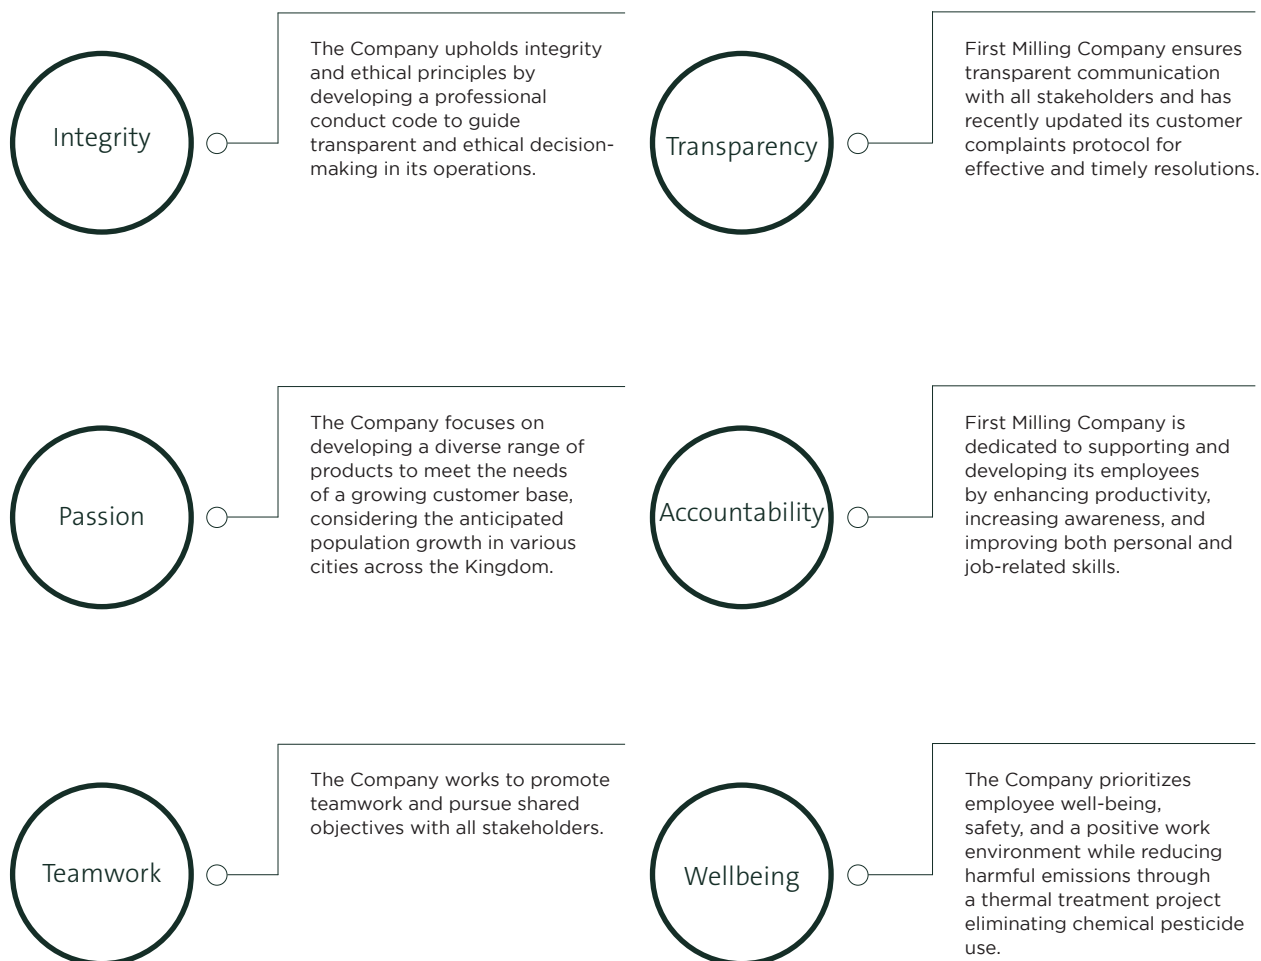 Integrity
The Company upholds integrity
and ethical principles by
developing a professional
conduct code to guide
transparent and ethical decision-
making in its operations.
Transparency
First Milling Company ensures
transparent communication
with all stakeholders and has
recently updated its customer
complaints protocol for
effective and timely resolutions.
Passion
The Company focuses on
developing a diverse range of
products to meet the needs
of a growing customer base,
considering the anticipated
population growth in various
cities across the Kingdom.
Accountability
First Milling Company is
dedicated to supporting and
developing its employees
by enhancing productivity,
increasing awareness, and
improving both personal and
job-related skills.
Teamwork
The Company works to promote
teamwork and pursue shared
objectives with all stakeholders.
Wellbeing
The Company prioritizes
employee well-being,
safety, and a positive work
environment while reducing
harmful emissions through
a thermal treatment project
eliminating chemical pesticide
use.